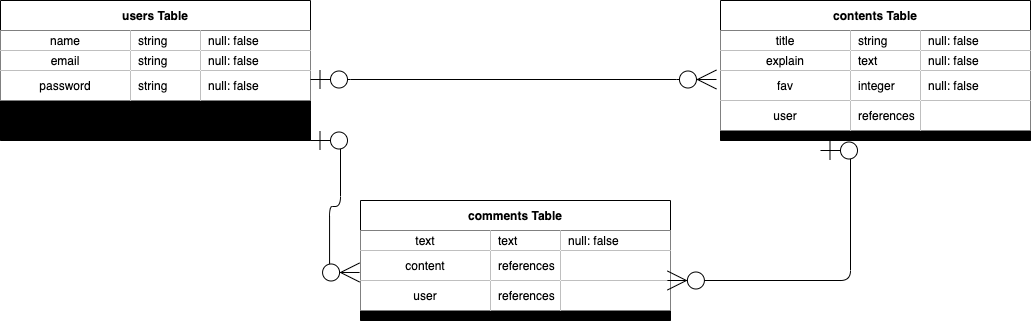 users Table
name string null: false
email string null: false
password string null: false
contents Table
title string null: false
explain text null: false
fav integer null: false
user references
comments Table
text text null: false
content references
user references